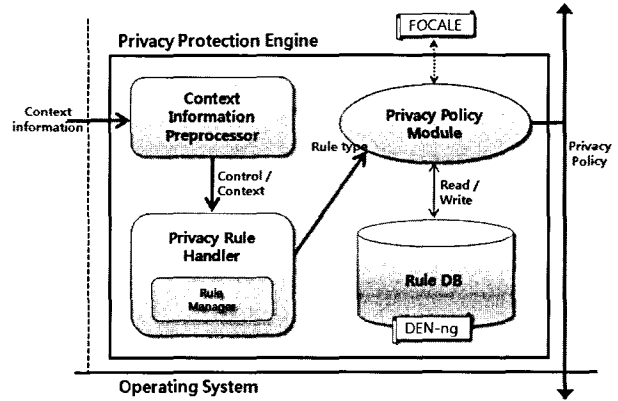 FOCALE
Privacy Protection Engine
Context
information
Context
Information
Preprocessor
Privacy Policy
Module
Rule type
Privacy
Policy
Control /
Context
Read /
Write
Privacy Rule
Handler
Rule
Manager
Rule DB
DEN-ng
Operating System